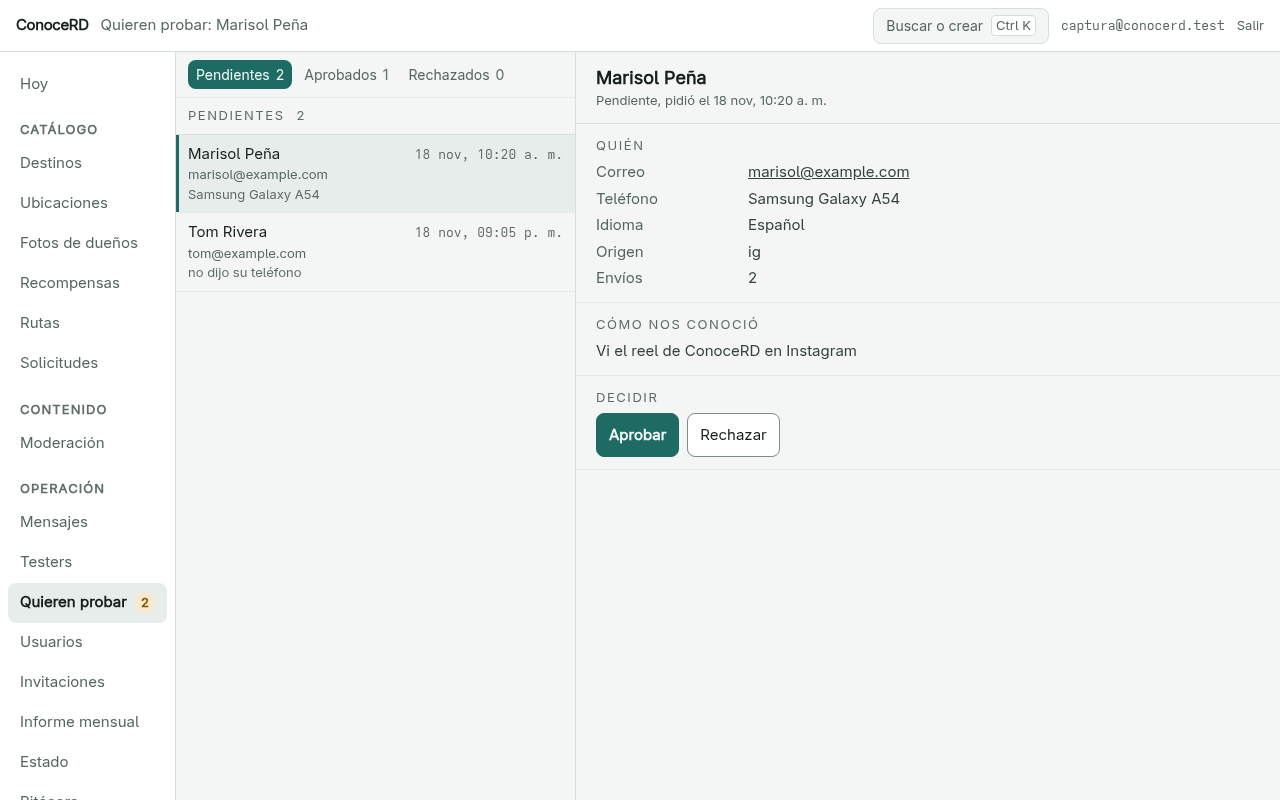 ConoceRD Quieren probar: Marisol Peña Buscar o crear Ctrl K captura@conocerd.test Salir
Hoy
CATÁLOGO
Destinos
Ubicaciones
Fotos de dueños
Recompensas
Rutas
Solicitudes
CONTENIDO
Moderación
OPERACIÓN
Mensajes
Testers
Quieren probar 2
Usuarios
Invitaciones
Informe mensual
Estado
Pendientes 2 Aprobados 1 Rechazados 0
PENDIENTES 2
Marisol Peña 18 nov, 10:20 a. m.
marisol@example.com
Samsung Galaxy A54
Tom Rivera 18 nov, 09:05 p. m.
tom@example.com
no dijo su teléfono
Marisol Peña
Pendiente, pidió el 18 nov, 10:20 a. m.
QUIÉN
Correo marisol@example.com
Teléfono Samsung Galaxy A54
Idioma Español
Origen ig
Envíos 2
CÓMO NOS CONOCIÓ
Vi el reel de ConoceRD en Instagram
DECIDIR
Aprobar Rechazar